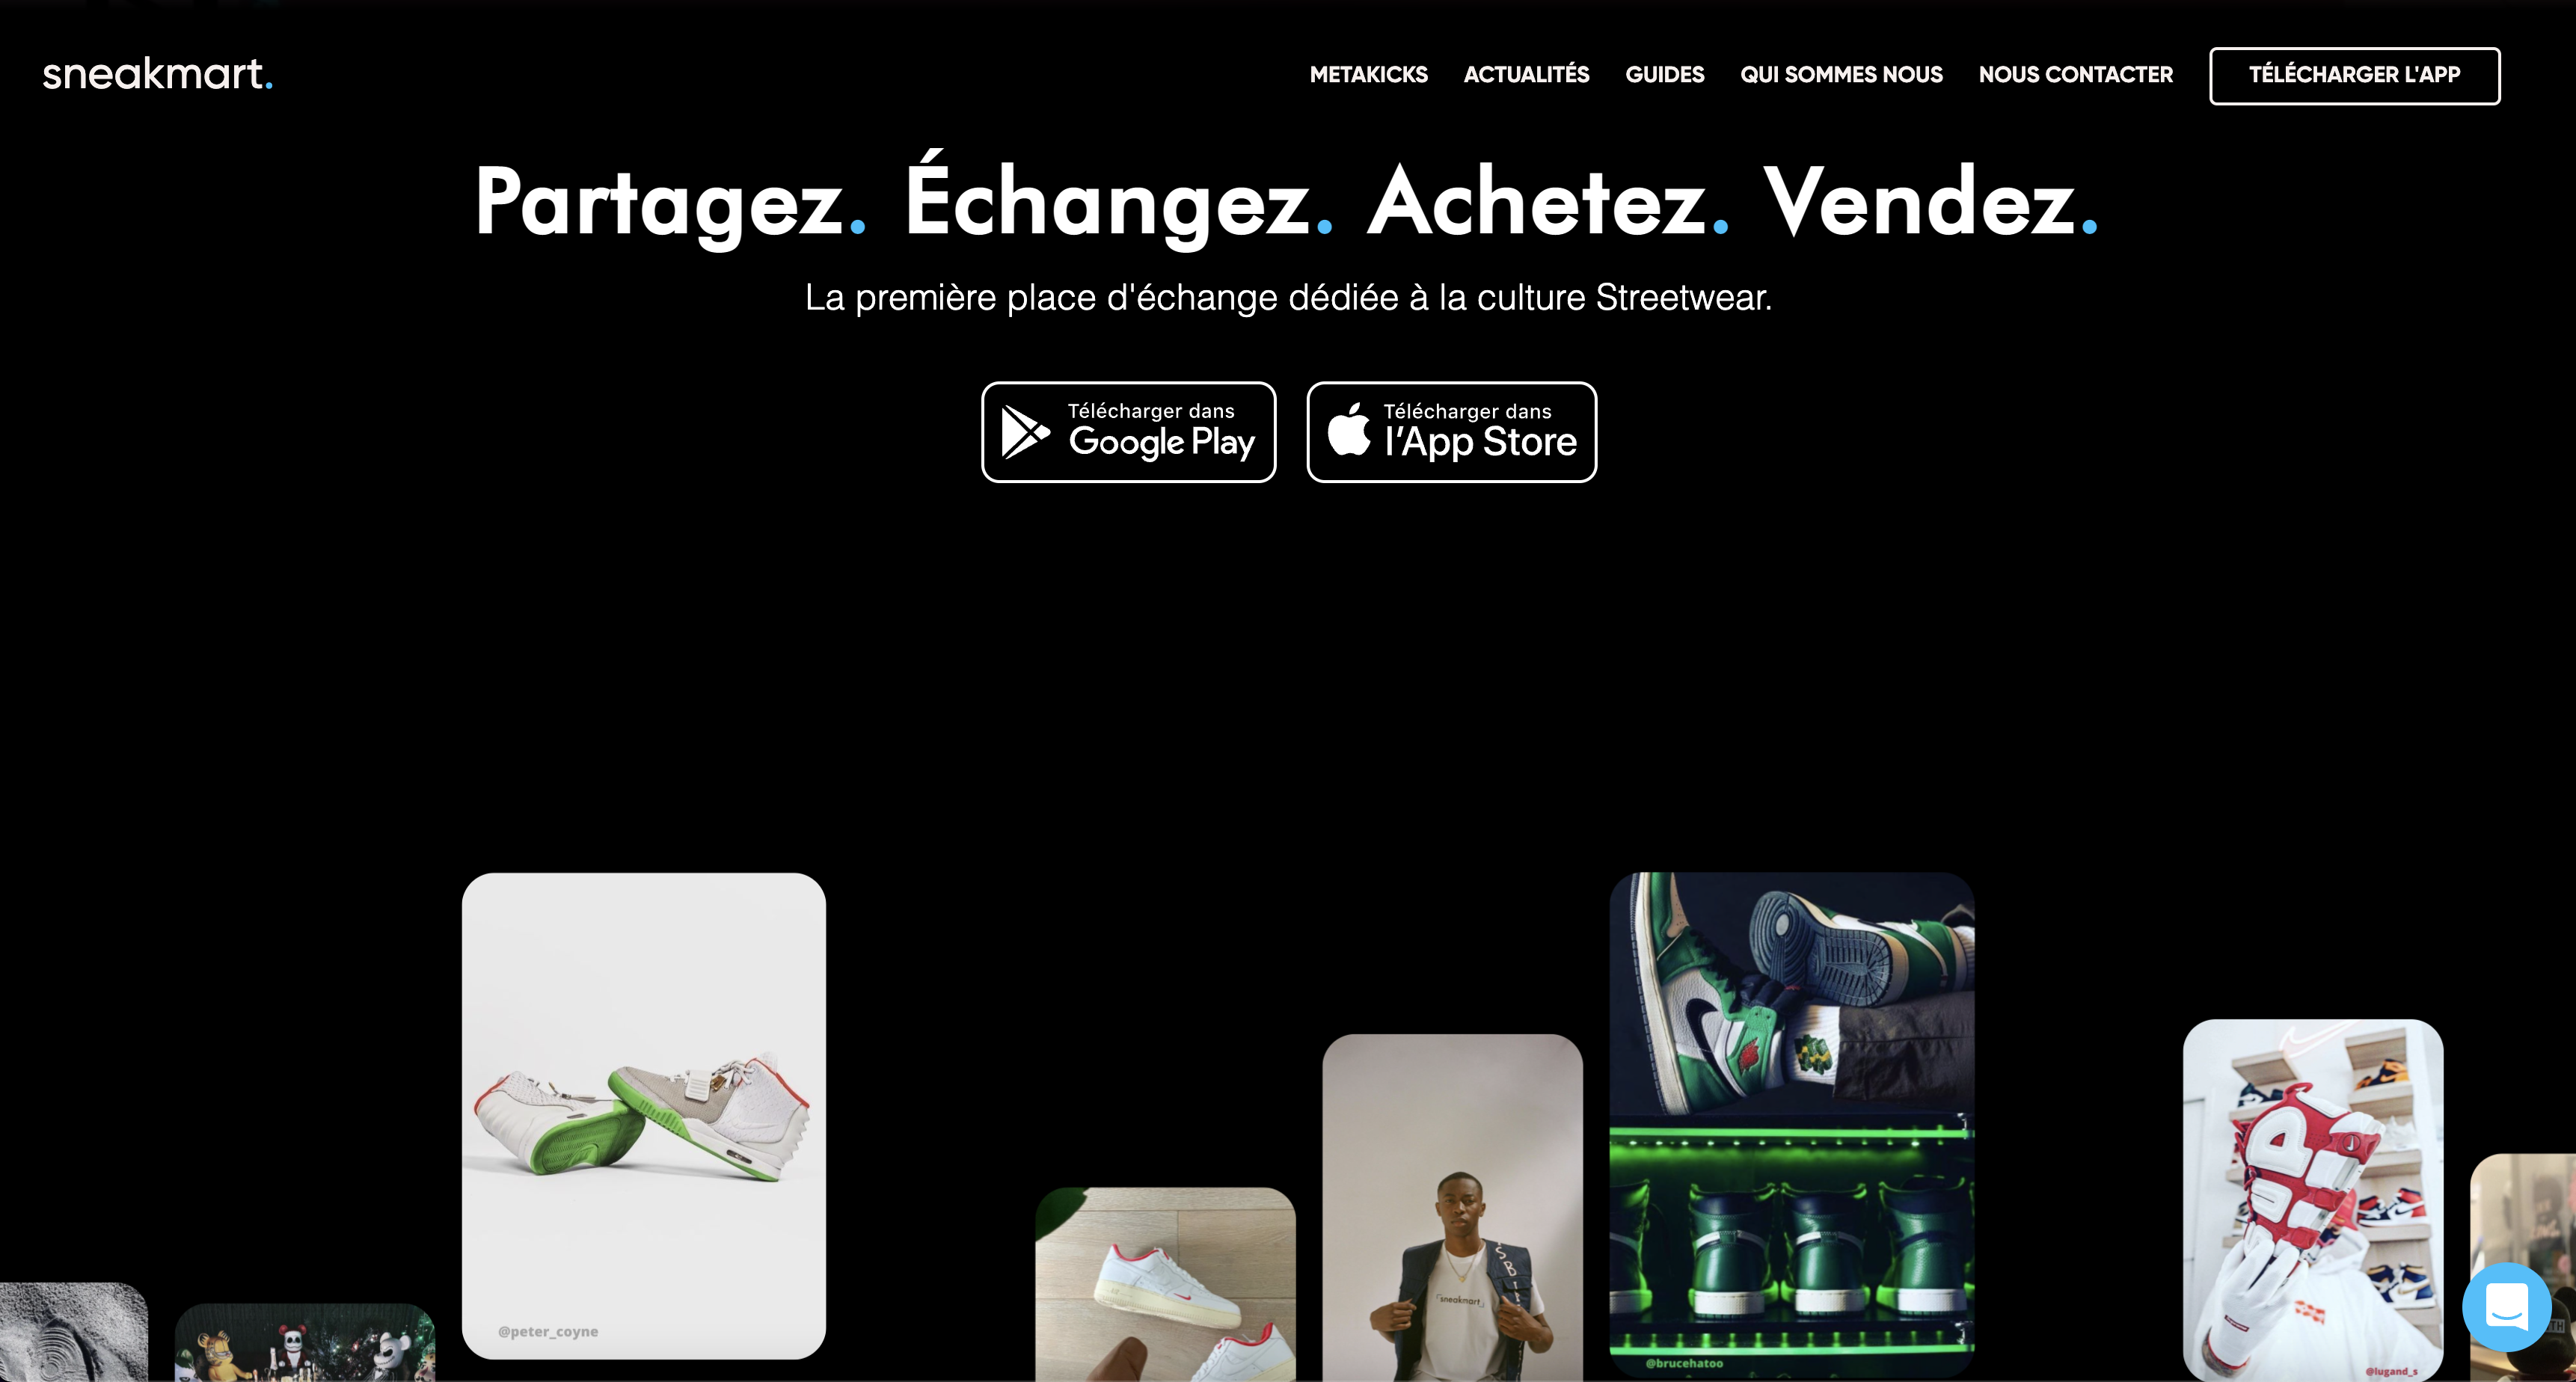 sneakmart.
METAKICKS
ACTUALITÉS
GUIDES
QUI SOMMES NOUS
NOUS CONTACTER
TÉLÉCHARGER L'APP
Partagez. Échangez. Achetez. Vendez.
La première place d'échange dédiée à la culture Streetwear.
Télécharger dans
Google Play
Télécharger dans
l'App Store
@peter_coyne
sneakmart
@brucehatoo
@lugand_s